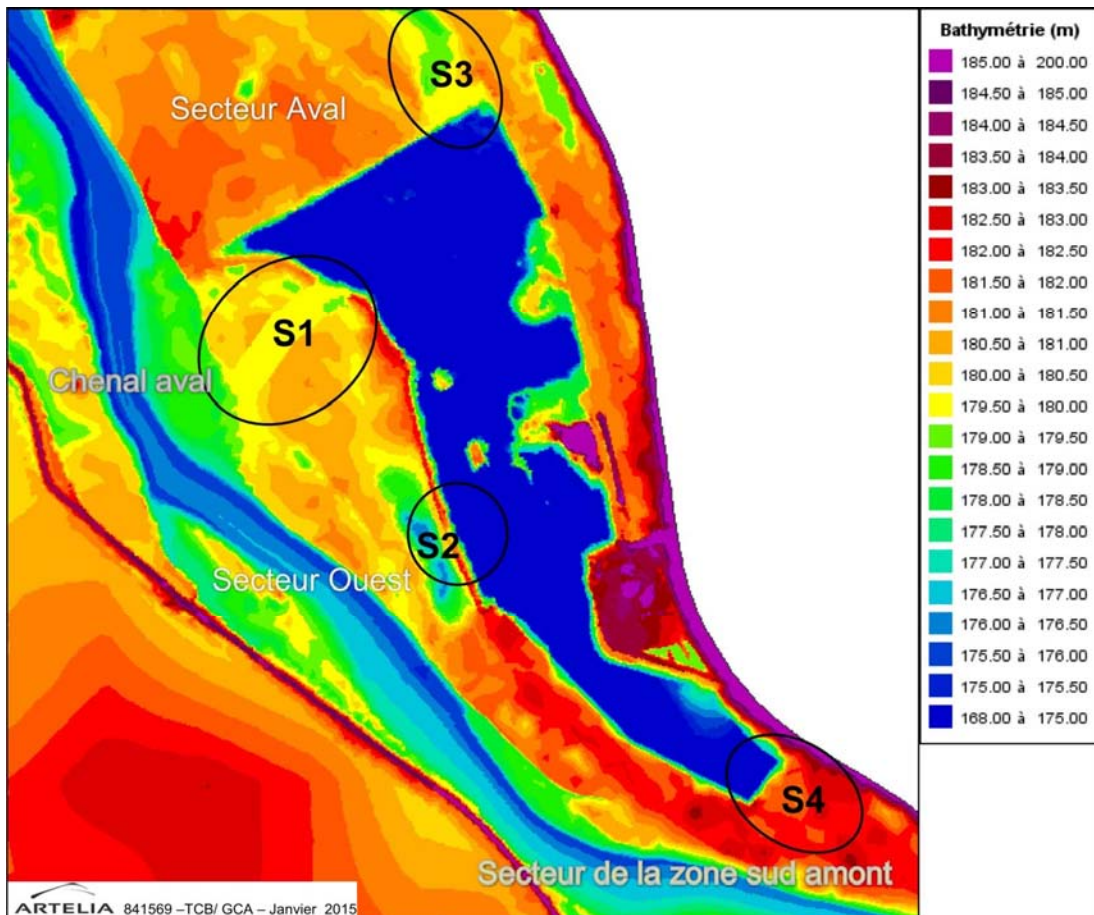 S3
Secteur Aval
S1
Chenal aval
S2
Secteur Ouest
S4
Secteur de la zone sud amont
ARTELIA 841569 –TCB/ GCA – Janvier 2015
Bathymétrie (m)
185.00 à 200.00
184.50 à 185.00
184.00 à 184.50
183.50 à 184.00
183.00 à 183.50
182.50 à 183.00
182.00 à 182.50
181.50 à 182.00
181.00 à 181.50
180.50 à 181.00
180.00 à 180.50
179.50 à 180.00
179.00 à 179.50
178.50 à 179.00
178.00 à 178.50
177.50 à 178.00
177.00 à 177.50
176.50 à 177.00
176.00 à 176.50
175.50 à 176.00
175.00 à 175.50
168.00 à 175.00